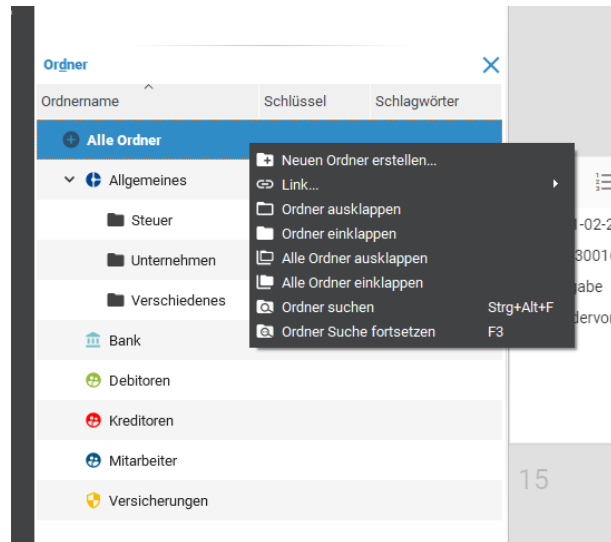 Ordner
Ordnername Schlüssel Schlagwörter
Alle Ordner
Neuen Ordner erstellen...
Allgemeines
Link...
Ordner ausklappen
Steuer
Ordner einklappen
Alle Ordner ausklappen
Unternehmen
Alle Ordner einklappen
Verschiedenes
Ordner suchen Strg+Alt+F
Ordner Suche fortsetzen F3
Bank
Debitoren
Kreditoren
Mitarbeiter
15
Versicherungen